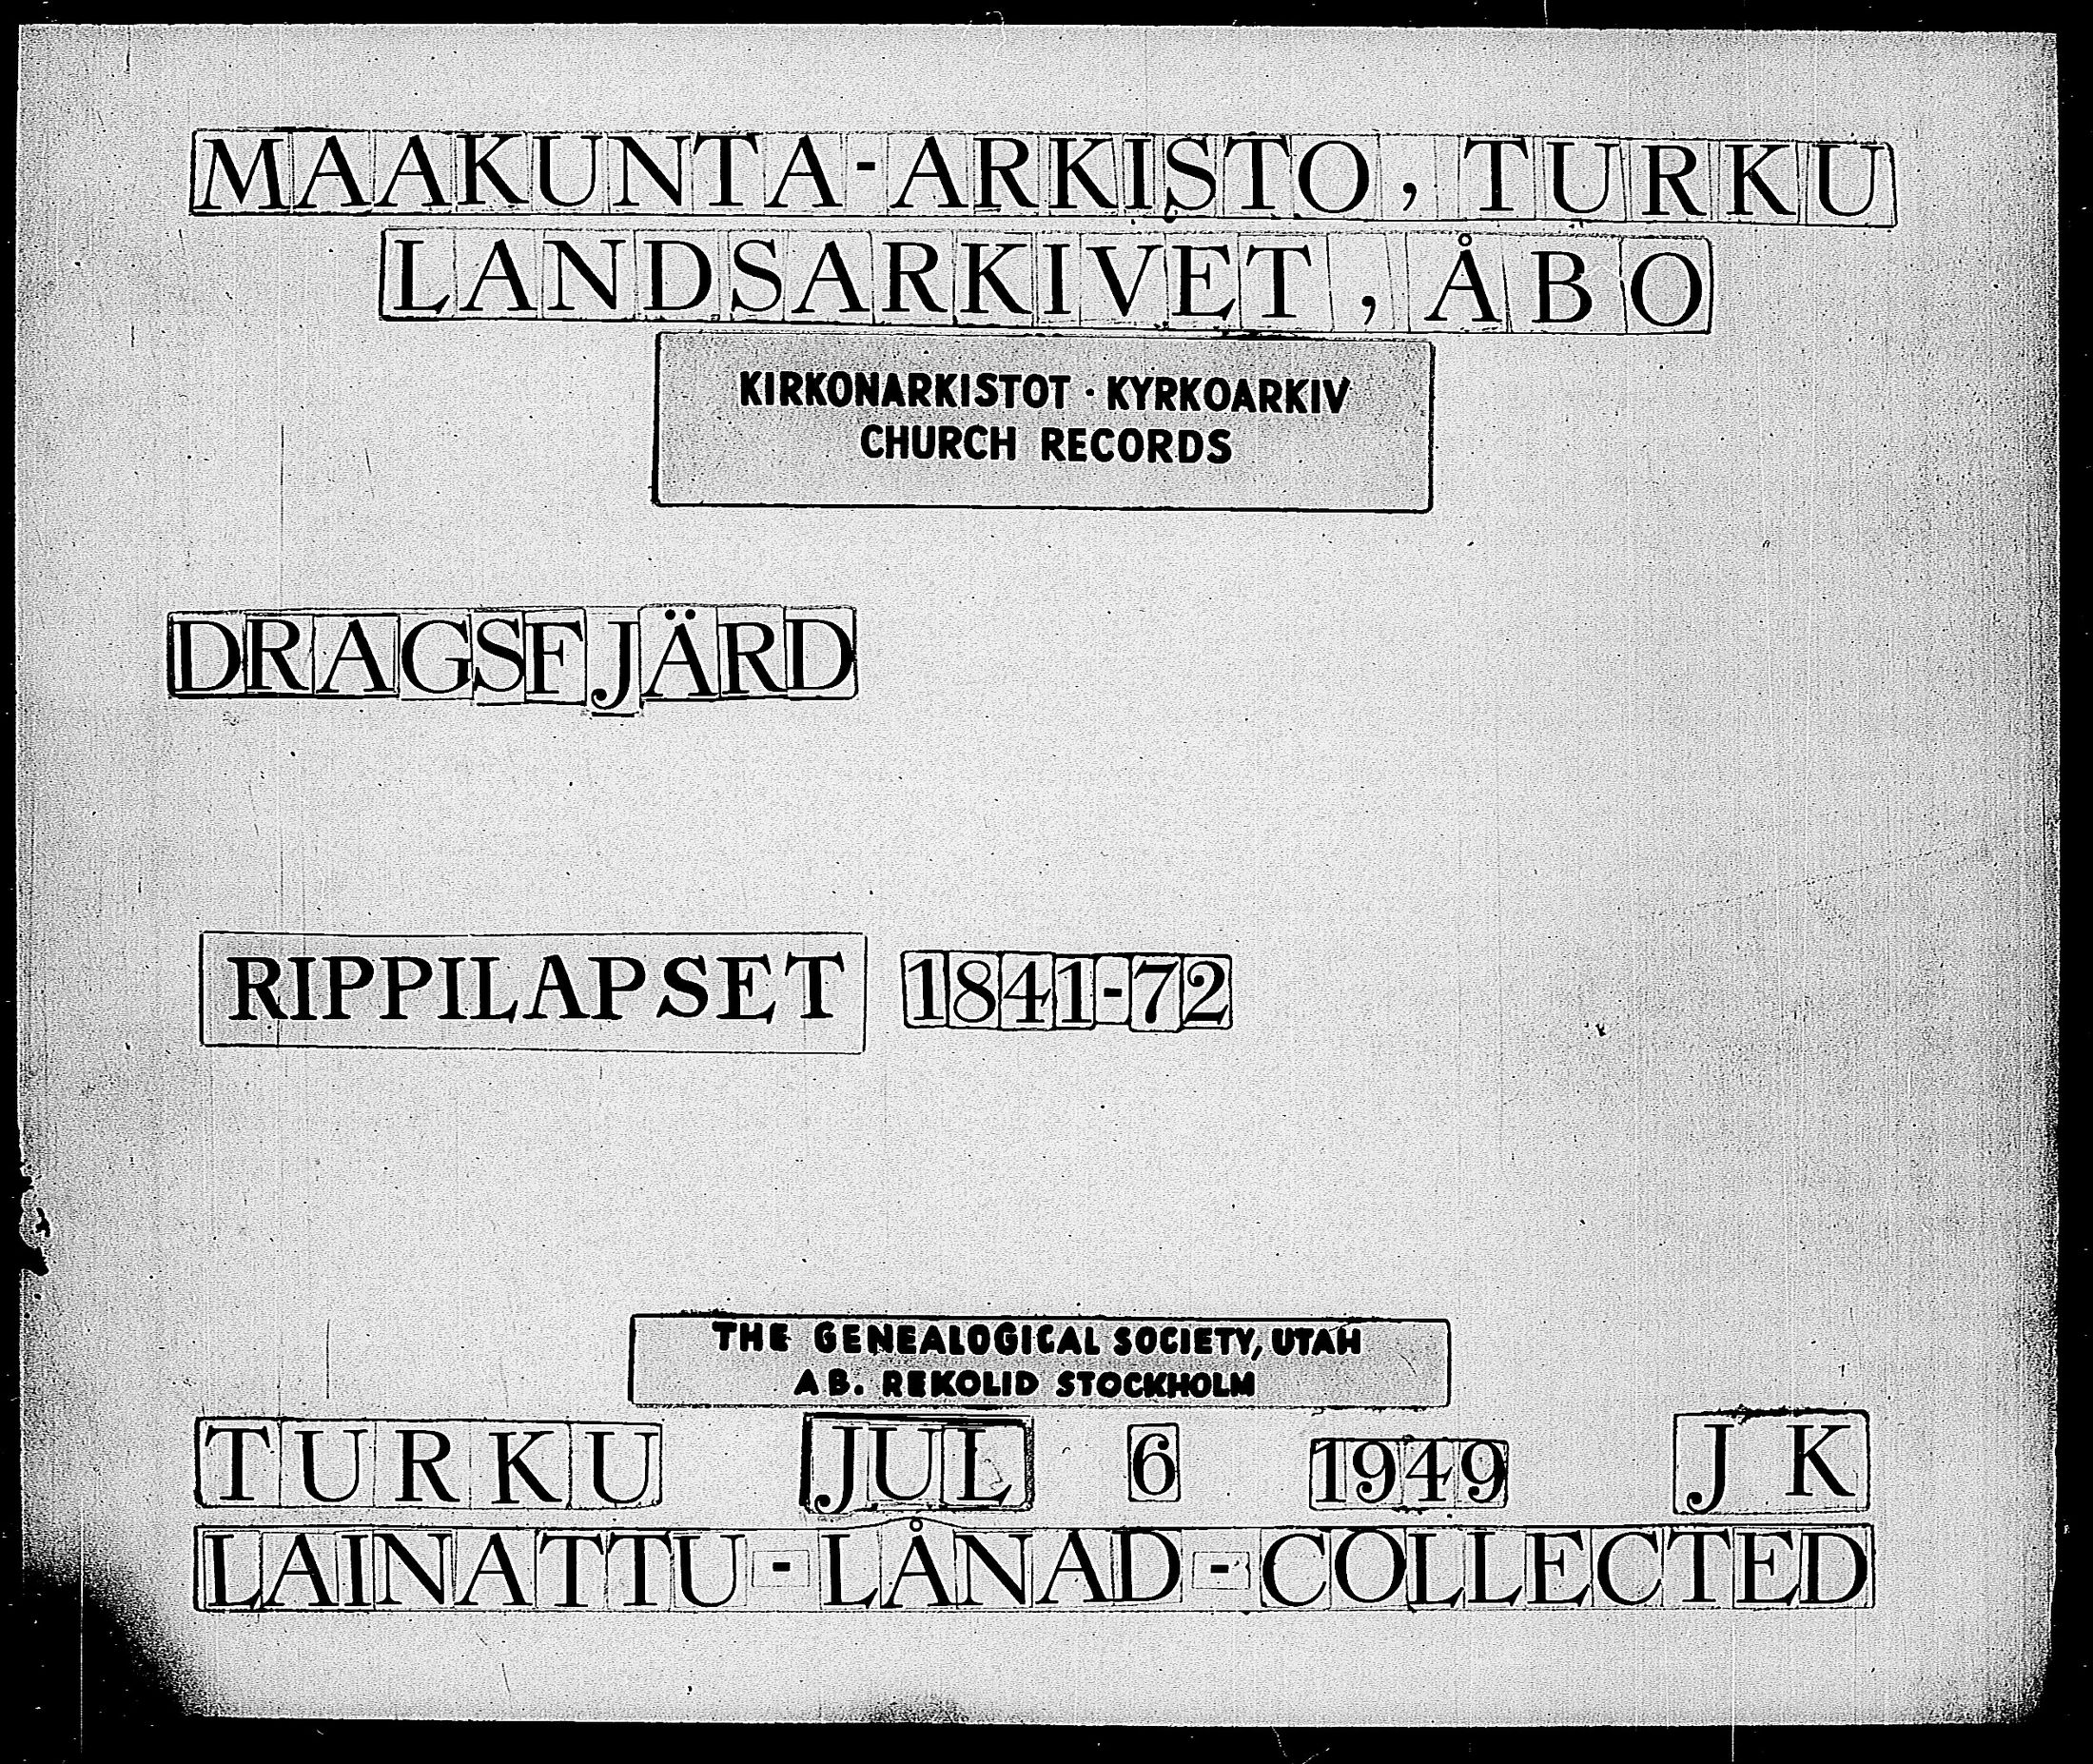 MAAKUNTA-ARKISTO, TURKU
LANDSARKIVET, ÅBO
KIRKONARKISTOT · KYRKOARKIV
CHURCH RECORDS
DRAGSFJÄRD
RIPPILAPSET 1841-72
THE GENEALOGICAL SOCIETY, UTAH
AB. REKOLID STOCKHOLM
TURKU JUL 6 1949 J K
LAINATTU-LÅNAD-COLLECTED